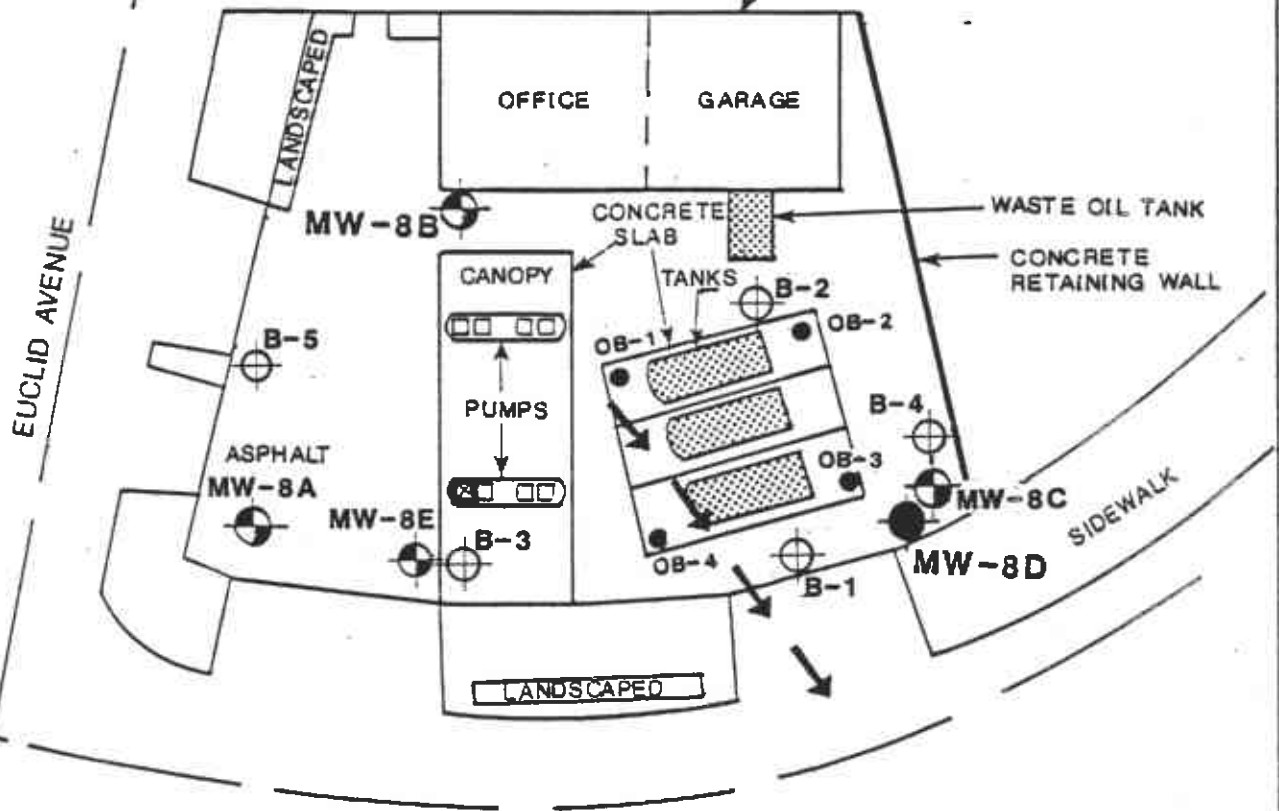 LANDSCAPED
OFFICE
GARAGE
EUCLID AVENUE
MW-8B
CONCRETE
SLAB
WASTE OIL TANK
CONCRETE
RETAINING WALL
CANOPY
TANKS
B-2
B-5
OB-1
OB-2
PUMPS
B-4
ASPHALT
MW-8A
OB-3
MW-8E
B-3
MW-8C
SIDEWALK
OB-4
B-1
MW-8D
LANDSCAPED